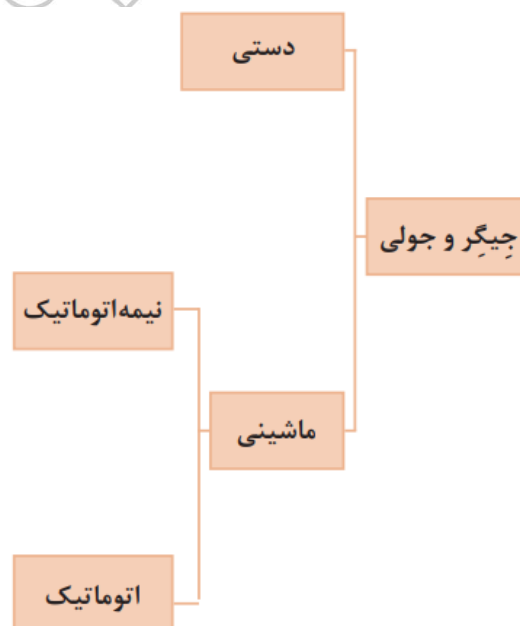 دستی
جِیگِر و جولی
نیمه‌اتوماتیک
ماشینی
اتوماتیک